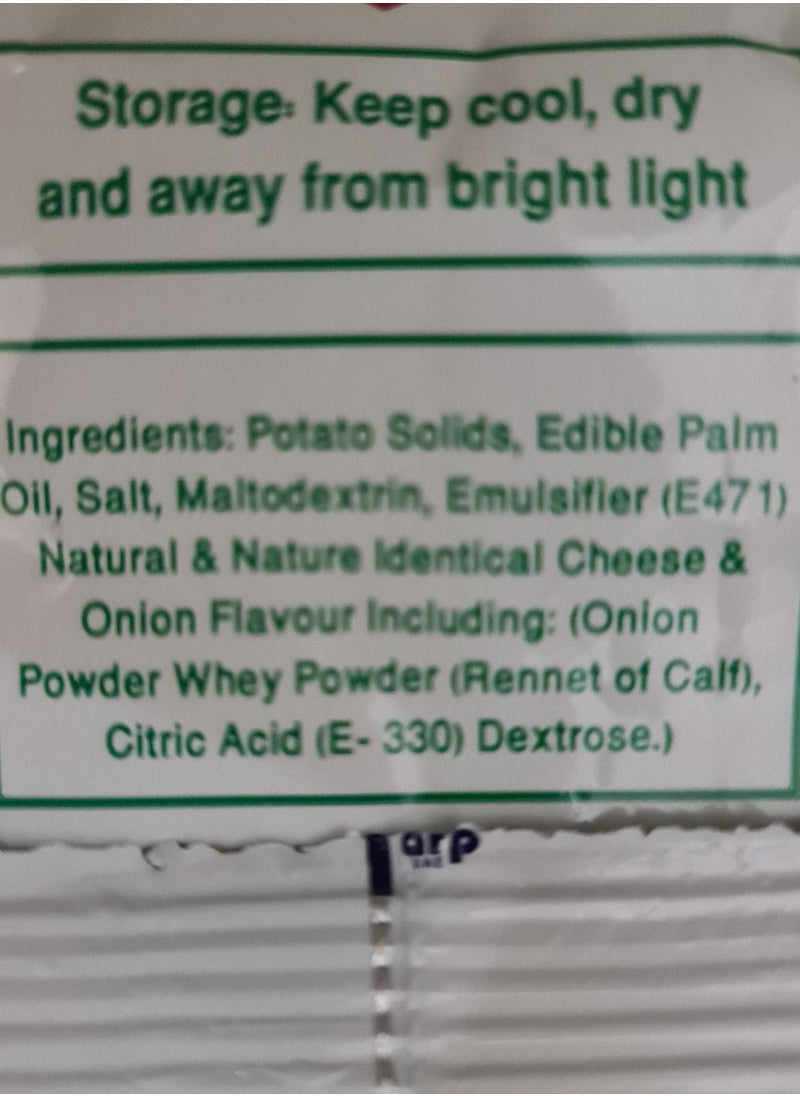 Storage: Keep cool, dry
and away from bright light
Ingredients: Potato Solids, Edible Palm
Oil, Salt, Maltodextrin, Emulsifier (E471)
Natural & Nature Identical Cheese &
Onion Flavour Including: (Onion
Powder Whey Powder (Rennet of Calf),
Citric Acid (E- 330) Dextrose.)
arp